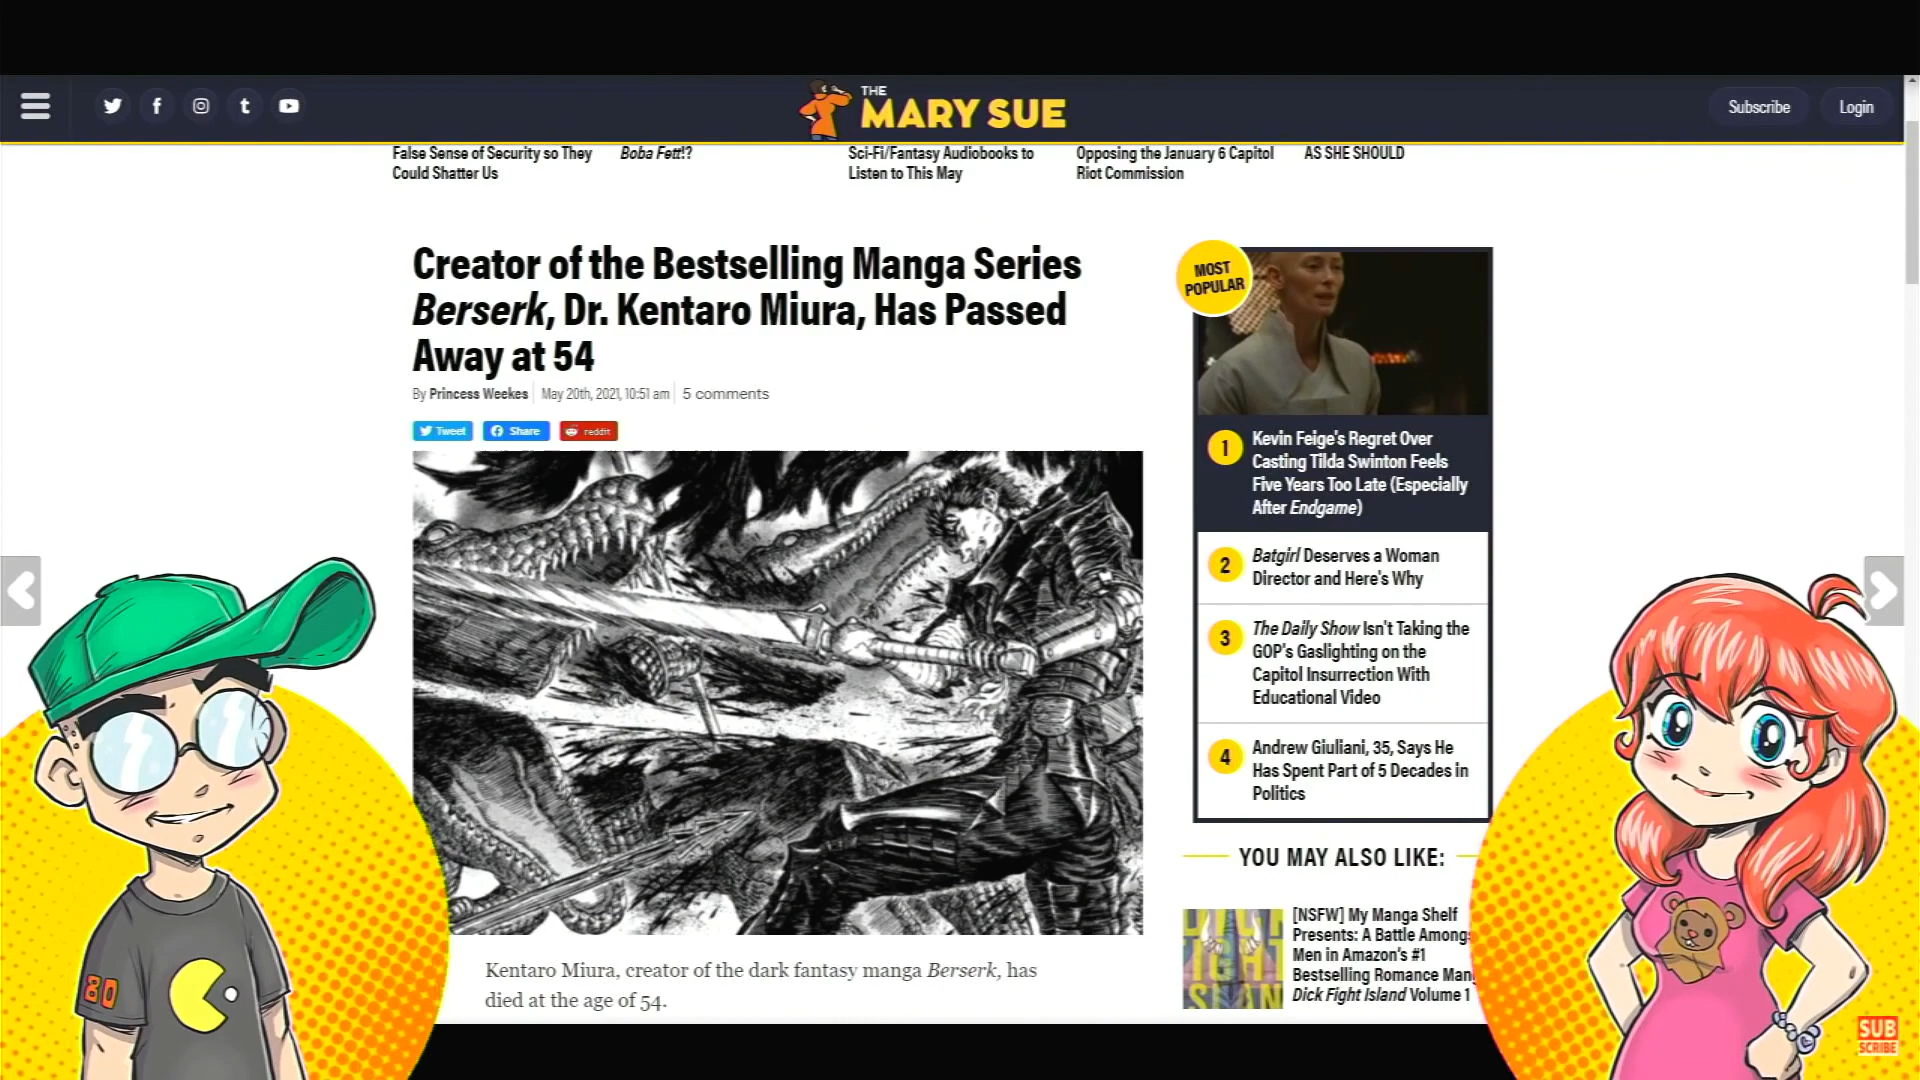 THE
MARY SUE
Subscribe
Login
False Sense of Security so They
Could Shatter Us
Boba Fett!?
Sci-Fi/Fantasy Audiobooks to
Listen to This May
Opposing the January 6 Capitol
Riot Commission
AS SHE SHOULD
Creator of the Bestselling Manga Series
Berserk, Dr. Kentaro Miura, Has Passed
Away at 54
By Princess Weekes
May 20th, 2021, 10:51 am
5 comments
Tweet
Share
reddit
Kentaro Miura, creator of the dark fantasy manga Berserk, has
died at the age of 54.
MOST
POPULAR
1
Kevin Feige's Regret Over
Casting Tilda Swinton Feels
Five Years Too Late (Especially
After Endgame)
2
Batgirl Deserves a Woman
Director and Here's Why
3
The Daily Show Isn't Taking the
GOP's Gaslighting on the
Capitol Insurrection With
Educational Video
4
Andrew Giuliani, 35, Says He
Has Spent Part of 5 Decades in
Politics
YOU MAY ALSO LIKE:
[NSFW] My Manga Shelf
Presents: A Battle Among
Men in Amazon's #1
Bestselling Romance Man
Dick Fight Island Volume 1
80
SUB
SCRIBE